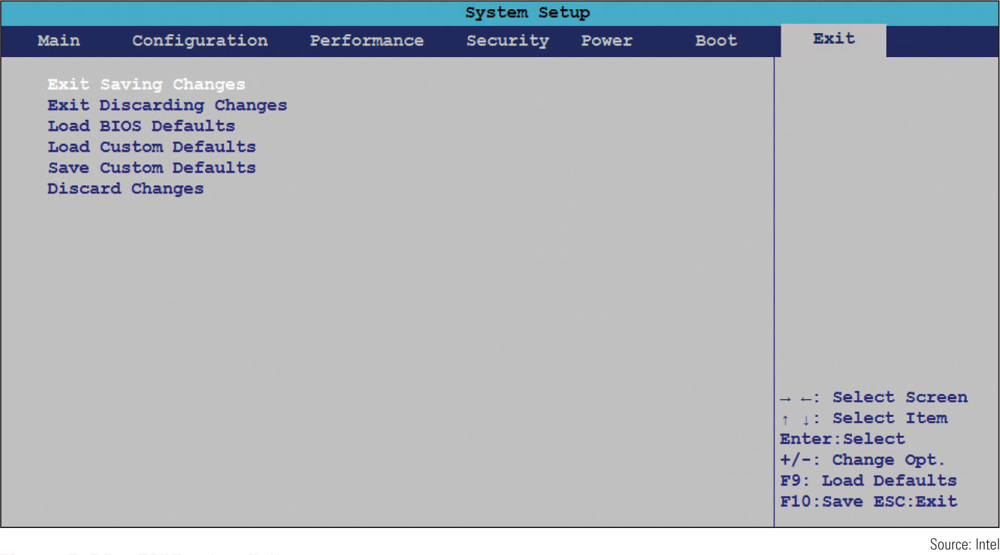 System Setup
Main Configuration Performance Security Power Boot Exit
Exit Saving Changes
Exit Discarding Changes
Load BIOS Defaults
Load Custom Defaults
Save Custom Defaults
Discard Changes
→ ←: Select Screen
↑ ↓: Select Item
Enter:Select
+/-: Change Opt.
F9: Load Defaults
F10:Save ESC:Exit
Source: Intel